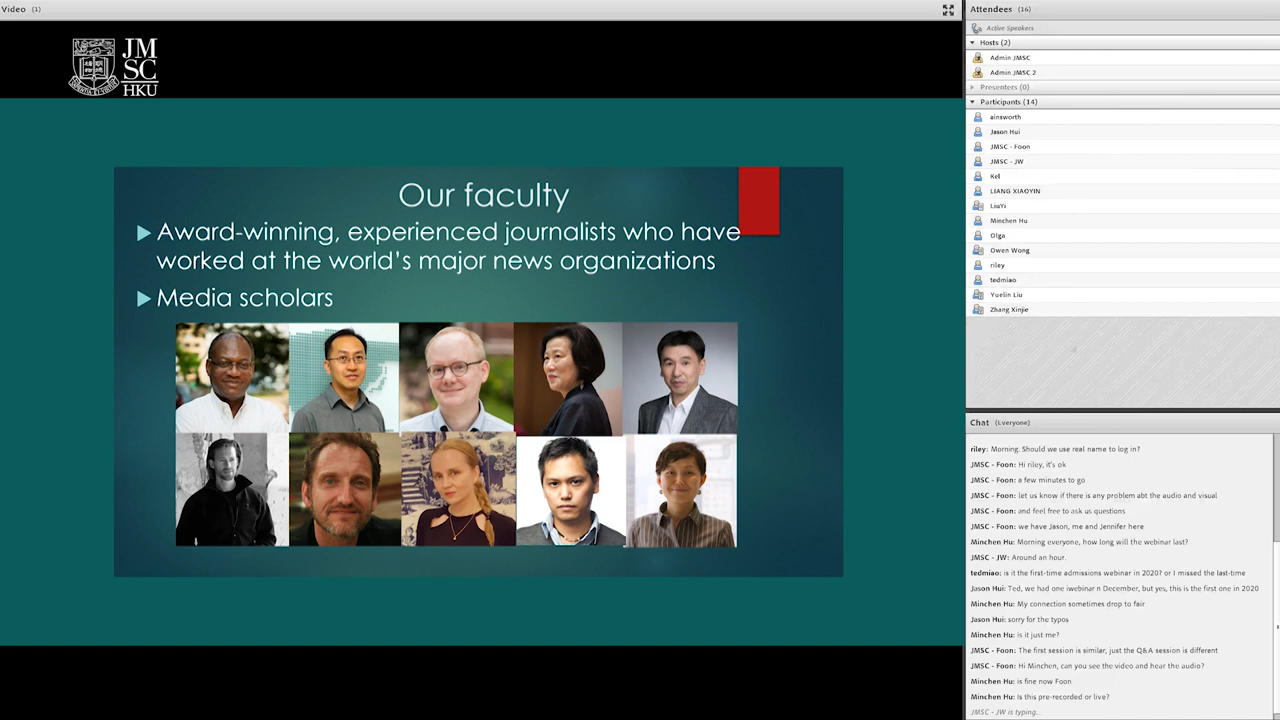 Video (1)
JM
SC
HKU
Our faculty
Award-winning, experienced journalists who have
worked at the world's major news organizations
Media scholars
Attendees (16)
Active Speakers
Hosts (2)
Admin JMSC
Admin JMSC 2
Presenters (0)
Participants (14)
ainsworth
Jason Hui
JMSC - Foon
JMSC - JW
Kel
LIANG XIAOYIN
LiuYi
Minchen Hu
Olga
Owen Wong
riley
tedmiao
Yuelin Liu
Zhang Xinjie
Chat (Everyone)
riley: Morning. Should we use real name to log in?
JMSC - Foon: Hi riley, it's ok
JMSC - Foon: a few minutes to go
JMSC - Foon: let us know if there is any problem abt the audio and visual
JMSC - Foon: and feel free to ask us questions
JMSC - Foon: we have Jason, me and Jennifer here
Minchen Hu: Morning everyone, how long will the webinar last?
JMSC - JW: Around an hour.
tedmiao: is it the first-time admissions webinar in 2020? or I missed the last-time
Jason Hui: Ted, we had one iwebinar n December, but yes, this is the first one in 2020
Minchen Hu: My connection sometimes drop to fair
Jason Hui: sorry for the typos
Minchen Hu: is it just me?
JMSC - Foon: The first session is similar, just the Q&A session is different
JMSC - Foon: Hi Minchen, can you see the video and hear the audio?
Minchen Hu: is fine now Foon
Minchen Hu: Is this pre-recorded or live?
JMSC - JW is typing...